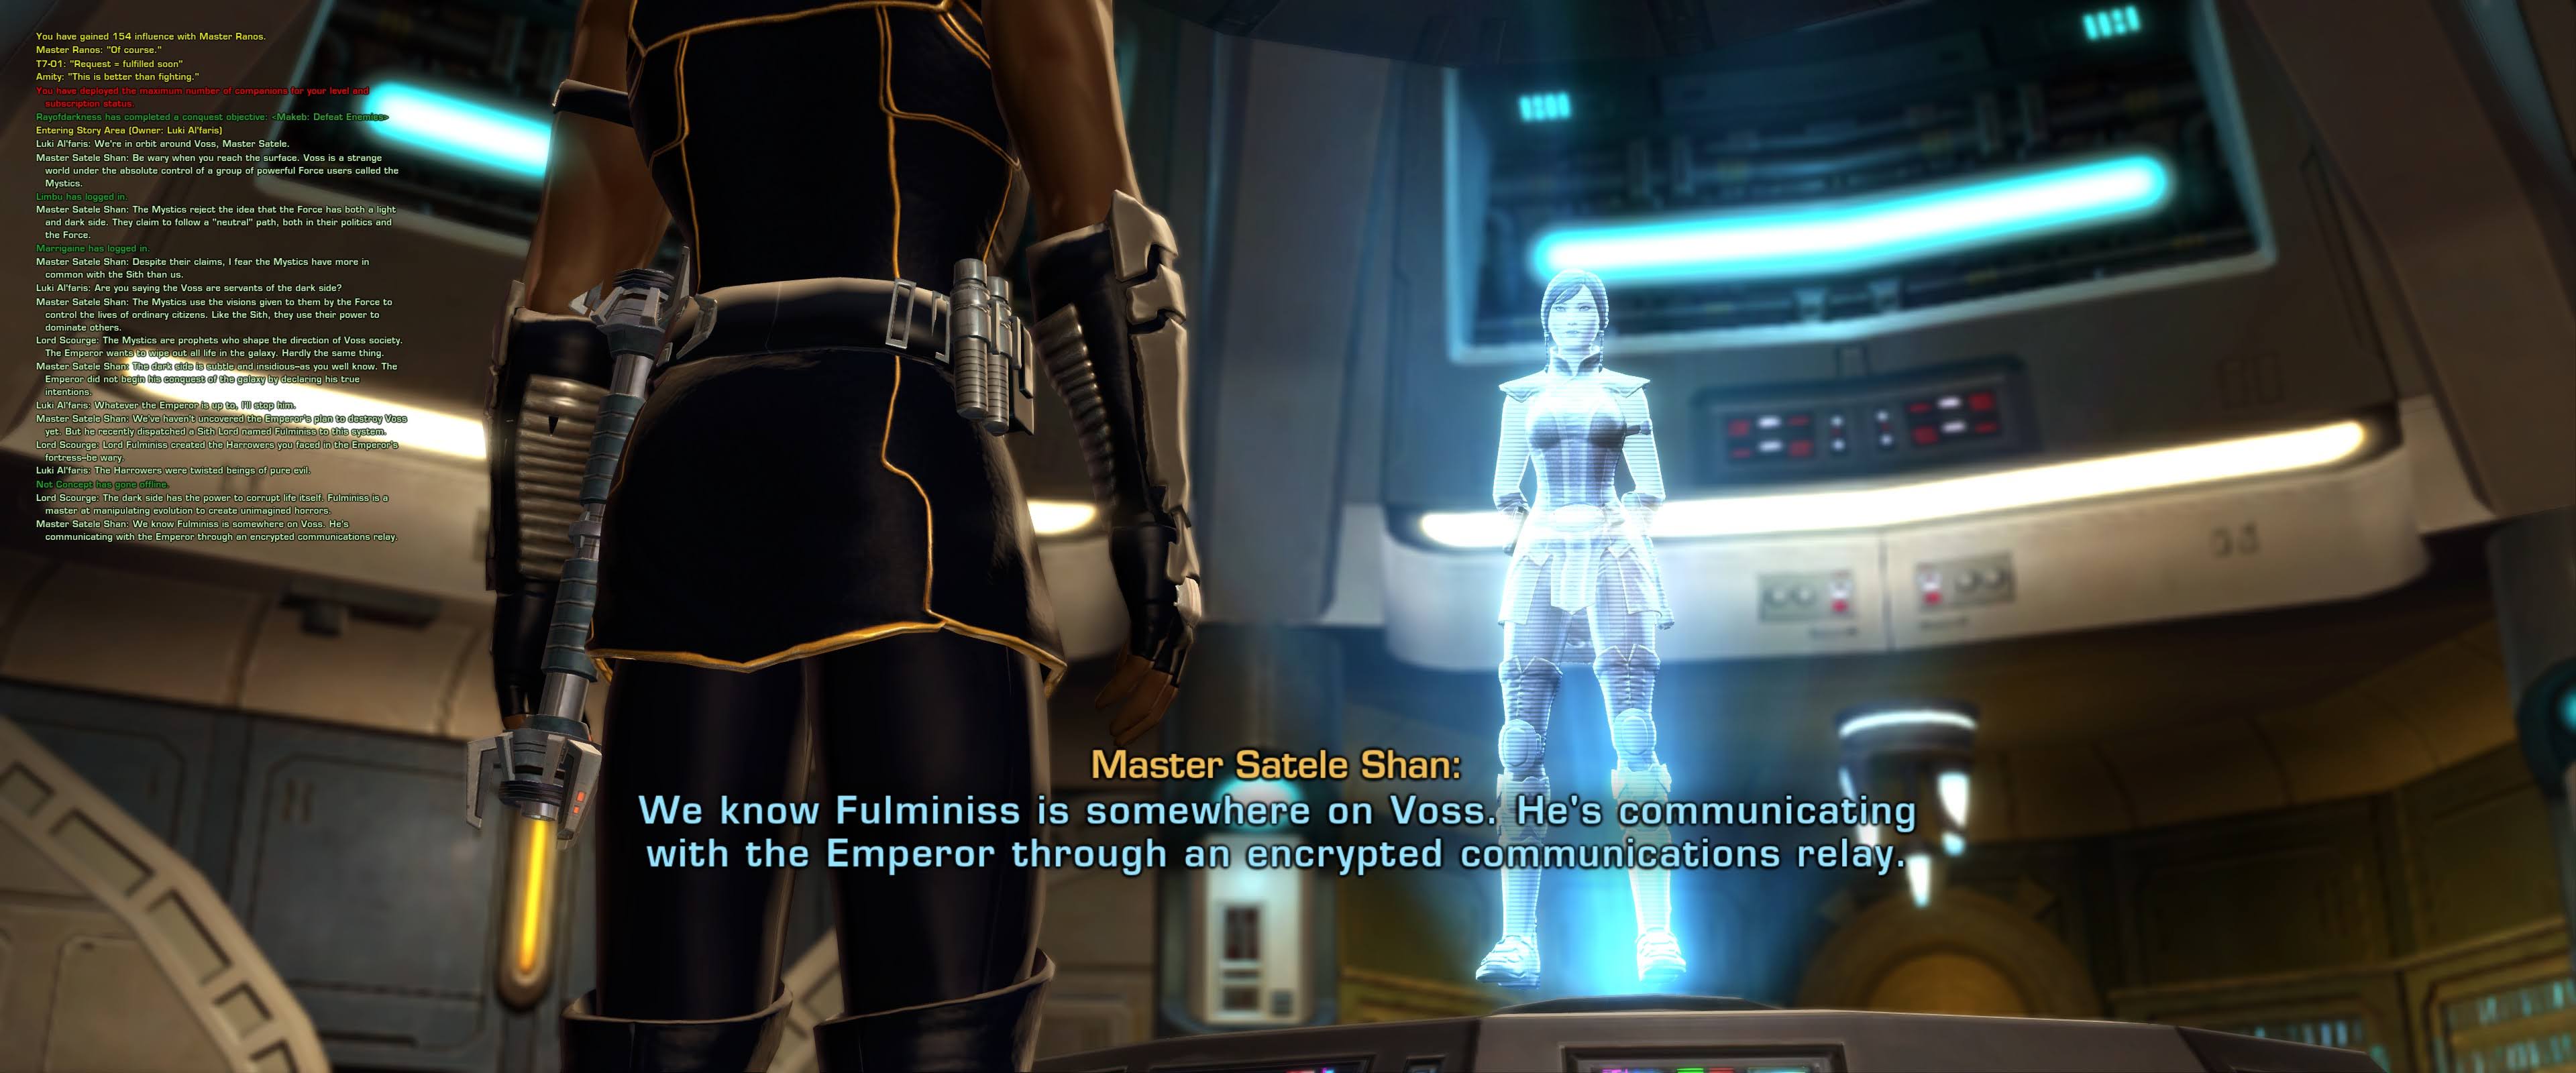 You have gained 154 influence with Master Ranos.
Master Ranos: "Of course."
T7-01: "Request = fulfilled soon"
Amity: "This is better than fighting."
You have deployed the maximum number of companions for your level and
subscription status.
Rayofdarkness has completed a conquest objective: <Makeb: Defeat Enemies>
Entering Story Area (Owner: Luki Al'faris)
Luki Al'faris: We're in orbit around Voss, Master Satele.
Master Satele Shan: Be wary when you reach the surface. Voss is a strange
world under the absolute control of a group of powerful Force users called the
Mystics.
Limbu has logged in.
Master Satele Shan: The Mystics reject the idea that the Force has both a light
and dark side. They claim to follow a "neutral" path, both in their politics and
the Force.
Marrigaine has logged in.
Master Satele Shan: Despite their claims, I fear the Mystics have more in
common with the Sith than us.
Luki Al'faris: Are you saying the Voss are servants of the dark side?
Master Satele Shan: The Mystics use the visions given to them by the Force to
control the lives of ordinary citizens. Like the Sith, they use their power to
dominate others.
Lord Scourge: The Mystics are prophets who shape the direction of Voss society.
The Emperor wants to wipe out all life in the galaxy. Hardly the same thing.
Master Satele Shan: The dark side is subtle and insidious–as you well know. The
Emperor did not begin his conquest of the galaxy by declaring his true
intentions.
Luki Al'faris: Whatever the Emperor is up to, I'll stop him.
Master Satele Shan: We've haven't uncovered the Emperor's plan to destroy Voss
yet. But he recently dispatched a Sith Lord named Fulminiss to this system.
Lord Scourge: Lord Fulminiss created the Harrowers you faced in the Emperor's
fortress–be wary.
Luki Al'faris: The Harrowers were twisted beings of pure evil.
Not Concept has gone offline.
Lord Scourge: The dark side has the power to corrupt life itself. Fulminiss is a
master at manipulating evolution to create unimagined horrors.
Master Satele Shan: We know Fulminiss is somewhere on Voss. He's
communicating with the Emperor through an encrypted communications relay.
Master Satele Shan:
We know Fulminiss is somewhere on Voss. He's communicating
with the Emperor through an encrypted communications relay.